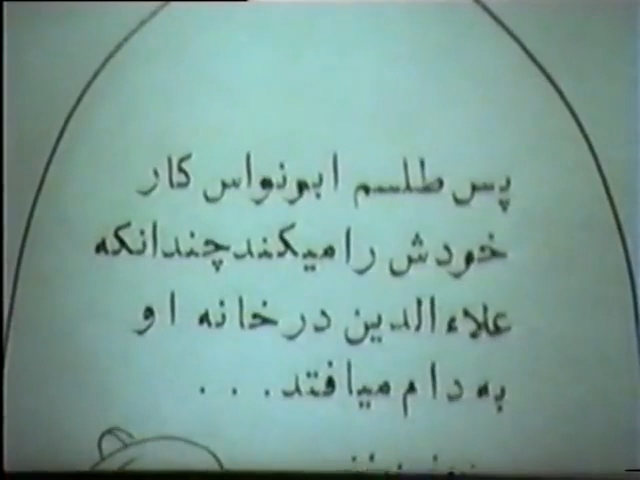 پس طلسم ابونواس کار
خودش را میکند چندانکه
علاءالدین در خانه او
به دام میافتد...